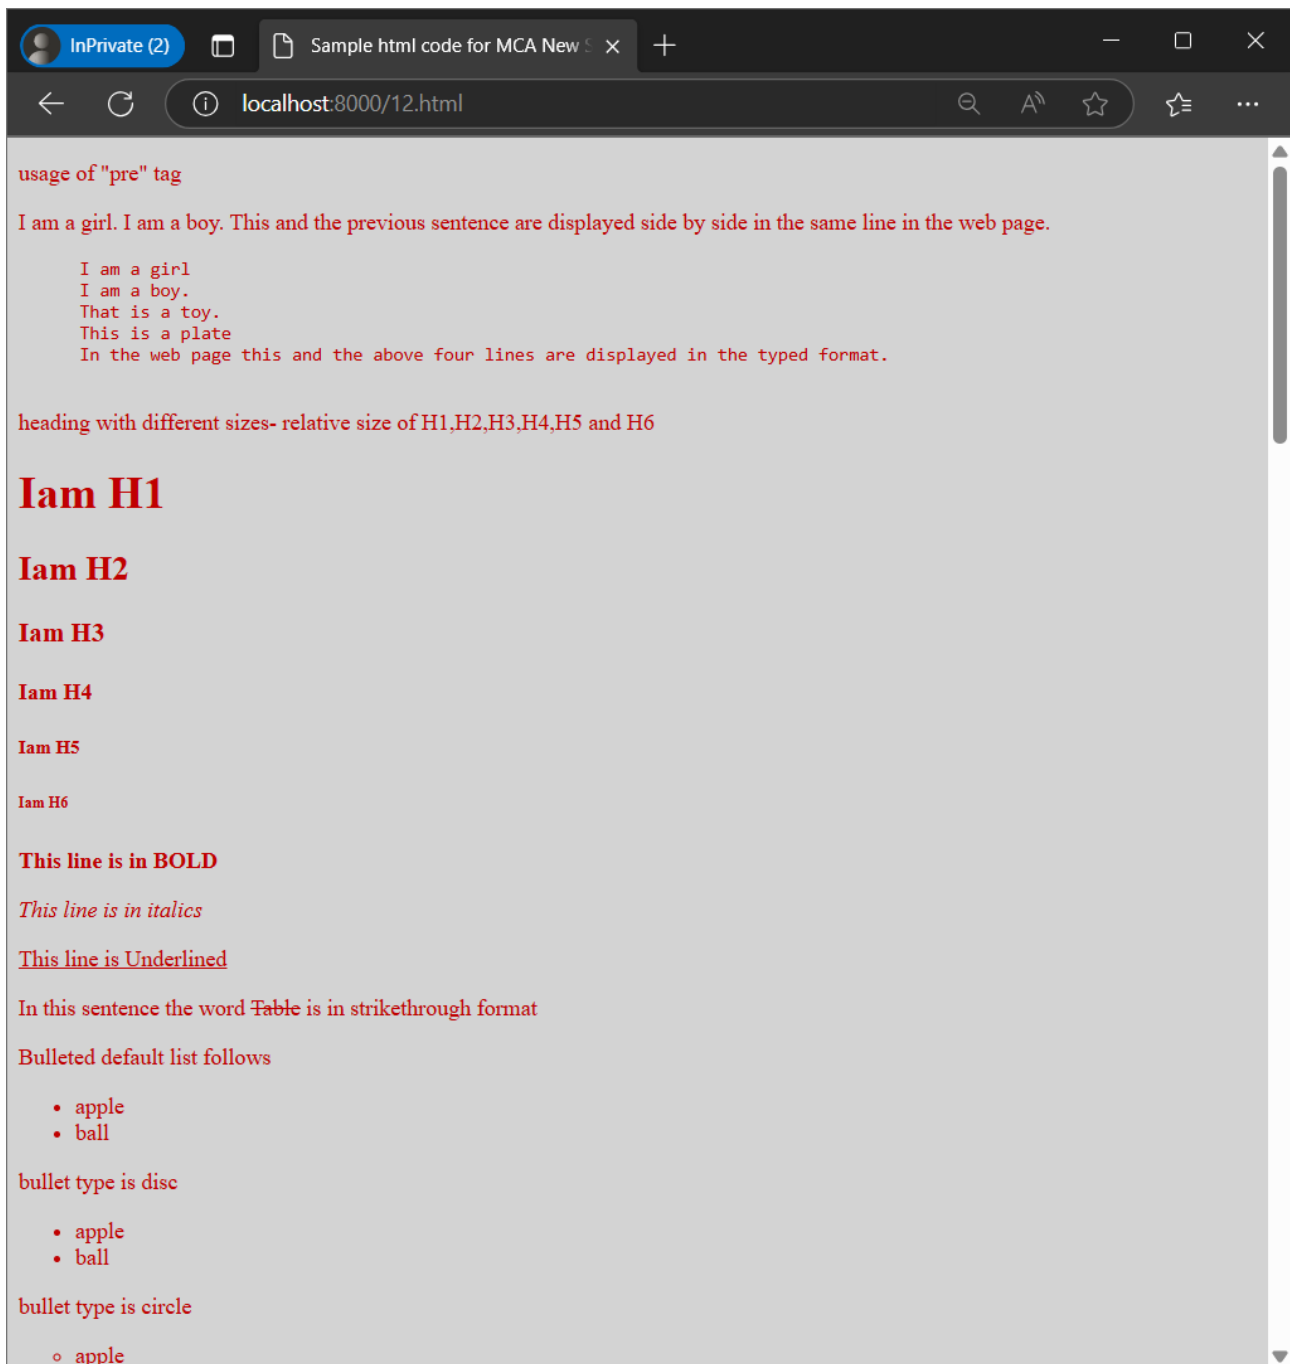 InPrivate (2)
Sample html code for MCA New
localhost:8000/12.html
usage of "pre" tag
I am a girl. I am a boy. This and the previous sentence are displayed side by side in the same line in the web page.
I am a girl
I am a boy.
That is a toy.
This is a plate
In the web page this and the above four lines are displayed in the typed format.
heading with different sizes- relative size of H1,H2,H3,H4,H5 and H6
Iam H1
Iam H2
Iam H3
Iam H4
Iam H5
Iam H6
This line is in BOLD
This line is in italics
This line is Underlined
In this sentence the word Table is in strikethrough format
Bulleted default list follows
• apple
• ball
bullet type is disc
• apple
• ball
bullet type is circle
◦ apple